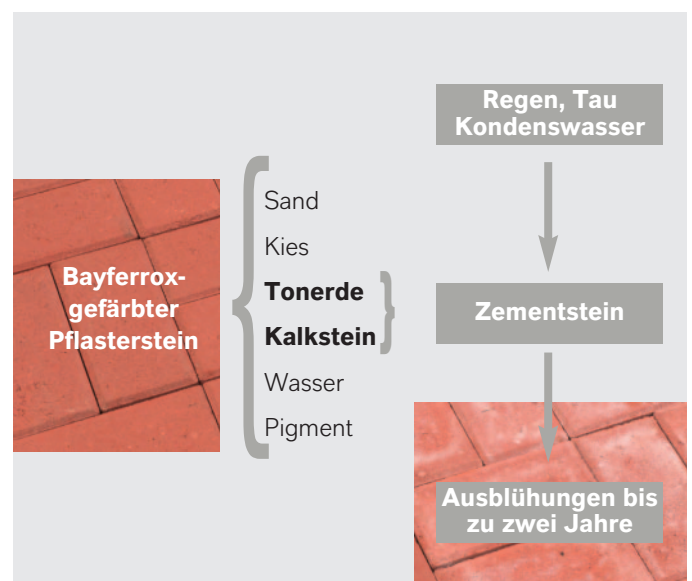 Bayferrox-
gefärbter
Pflasterstein
Sand
Kies
Tonerde
Kalkstein
Wasser
Pigment
Regen, Tau
Kondenswasser
Zementstein
Ausblühungen bis
zu zwei Jahre